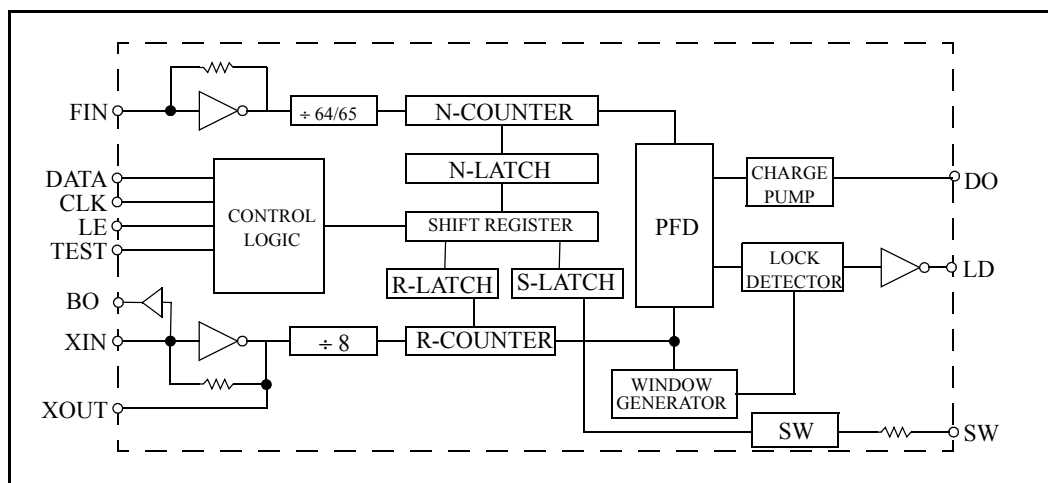 FIN
÷ 64/65
N-COUNTER
N-LATCH
DATA
CLK
LE
TEST
CONTROL
LOGIC
SHIFT REGISTER
PFD
CHARGE
PUMP
DO
LOCK
DETECTOR
LD
R-LATCH
S-LATCH
BO
XIN
÷ 8
R-COUNTER
WINDOW
GENERATOR
XOUT
SW
SW